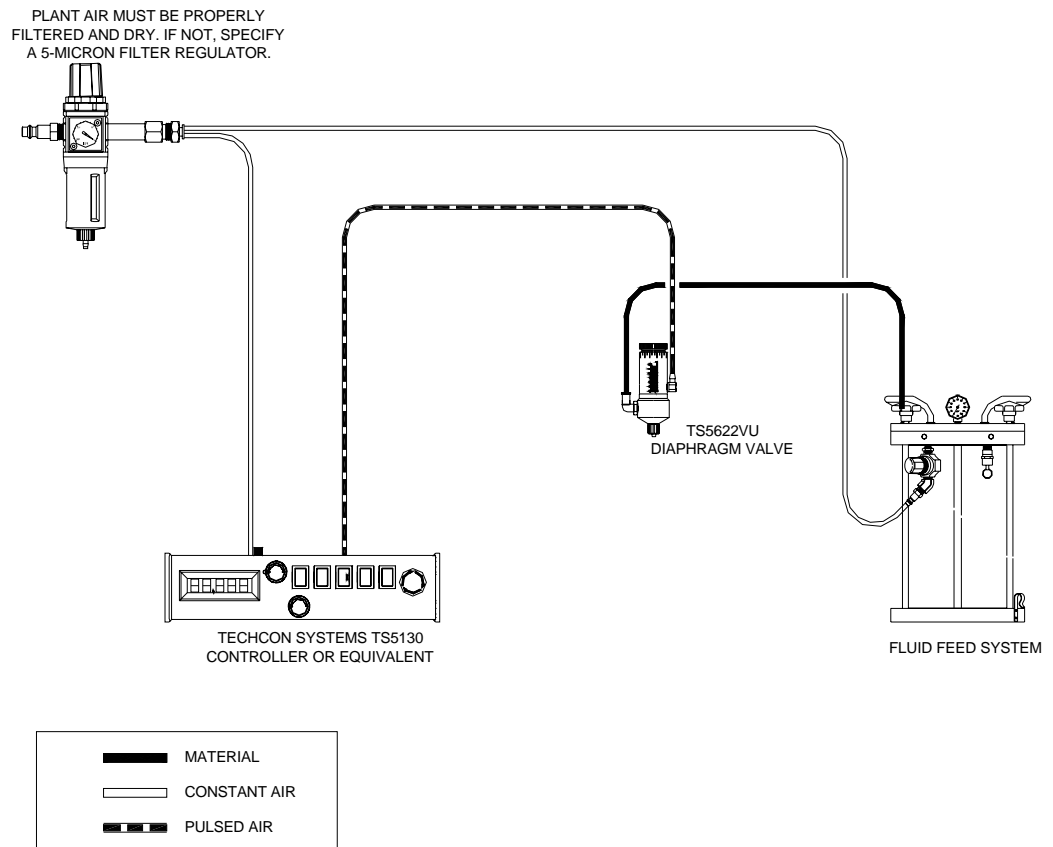 PLANT AIR MUST BE PROPERLY
FILTERED AND DRY. IF NOT, SPECIFY
A 5-MICRON FILTER REGULATOR.
TS5622VU
DIAPHRAGM VALVE
TECHCON SYSTEMS TS5130
CONTROLLER OR EQUIVALENT
FLUID FEED SYSTEM
MATERIAL
CONSTANT AIR
PULSED AIR